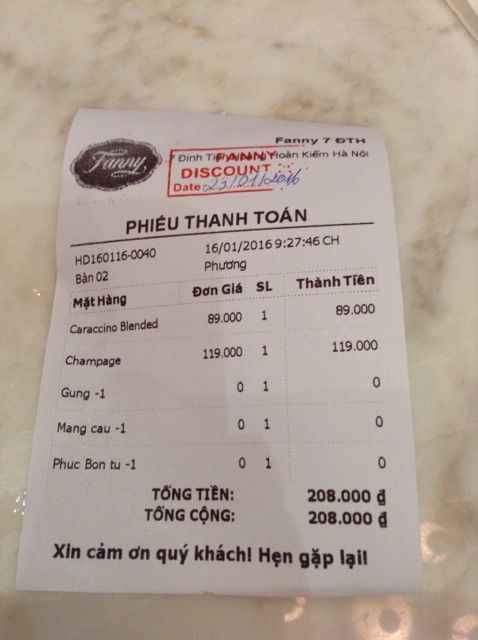 Fanny
Fanny 7 ĐTH
7 Đinh Tiên Hoàng Hoàn Kiếm Hà Nội
FANNY
DISCOUNT
Date 23/01/2016
PHIẾU THANH TOÁN
HD160116-0040 16/01/2016 9:27:46 CH
Bàn 02 Phương
Mặt Hàng Đơn Giá SL Thành Tiên
Caraccino Blended 89.000 1 89.000
Champage 119.000 1 119.000
Gung -1 0 1 0
Mang cau -1 0 1 0
Phuc Bon tu -1 0 1 0
TỔNG TIỀN: 208.000 ₫
TỔNG CỘNG: 208.000 ₫
Xin cảm ơn quý khách! Hẹn gặp lại!